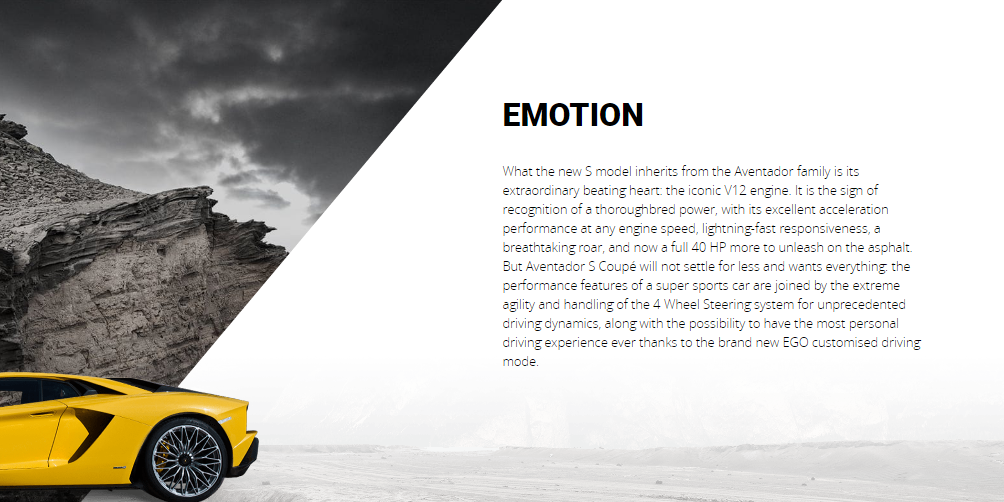 EMOTION
What the new S model inherits from the Aventador family is its
extraordinary beating heart: the iconic V12 engine. It is the sign of
recognition of a thoroughbred power, with its excellent acceleration
performance at any engine speed, lightning-fast responsiveness, a
breathtaking roar, and now a full 40 HP more to unleash on the asphalt.
But Aventador S Coupé will not settle for less and wants everything: the
performance features of a super sports car are joined by the extreme
agility and handling of the 4 Wheel Steering system for unprecedented
driving dynamics, along with the possibility to have the most personal
driving experience ever thanks to the brand new EGO customised driving
mode.